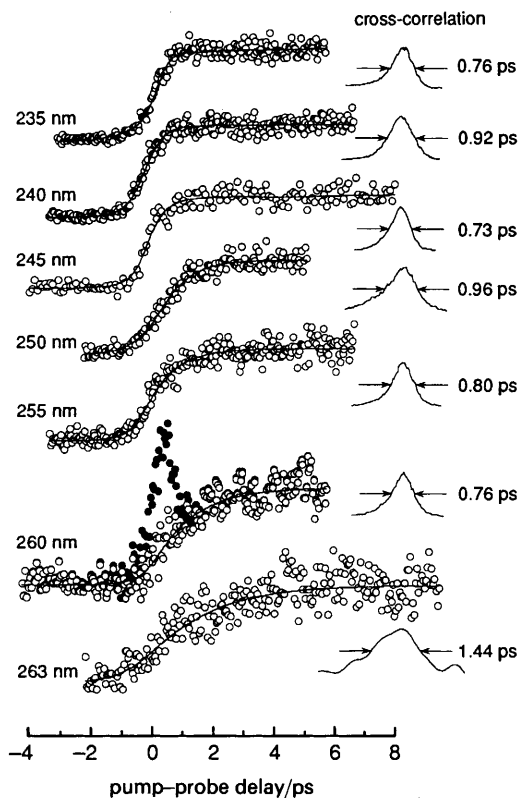 cross-correlation
0.76 ps
235 nm
0.92 ps
240 nm
0.73 ps
245 nm
0.96 ps
250 nm
0.80 ps
255 nm
0.76 ps
260 nm
1.44 ps
263 nm
−4 −2 0 2 4 6 8
pump–probe delay/ps